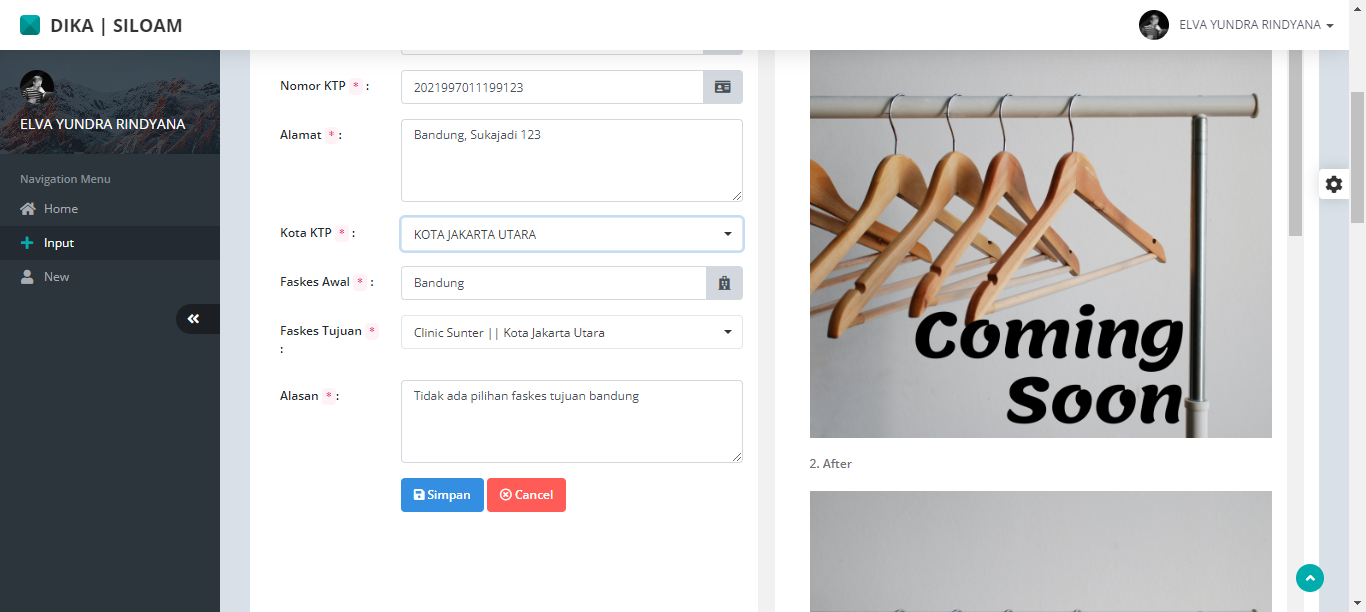 DIKA | SILOAM
ELVA YUNDRA RINDYANA
ELVA YUNDRA RINDYANA
Navigation Menu
Home
Input
New
Nomor KTP * :
2021997011199123
Alamat * :
Bandung, Sukajadi 123
Kota KTP * :
KOTA JAKARTA UTARA
Faskes Awal * :
Bandung
Faskes Tujuan *
:
Clinic Sunter || Kota Jakarta Utara
Alasan * :
Tidak ada pilihan faskes tujuan bandung
Simpan
Cancel
Coming
Soon
2. After